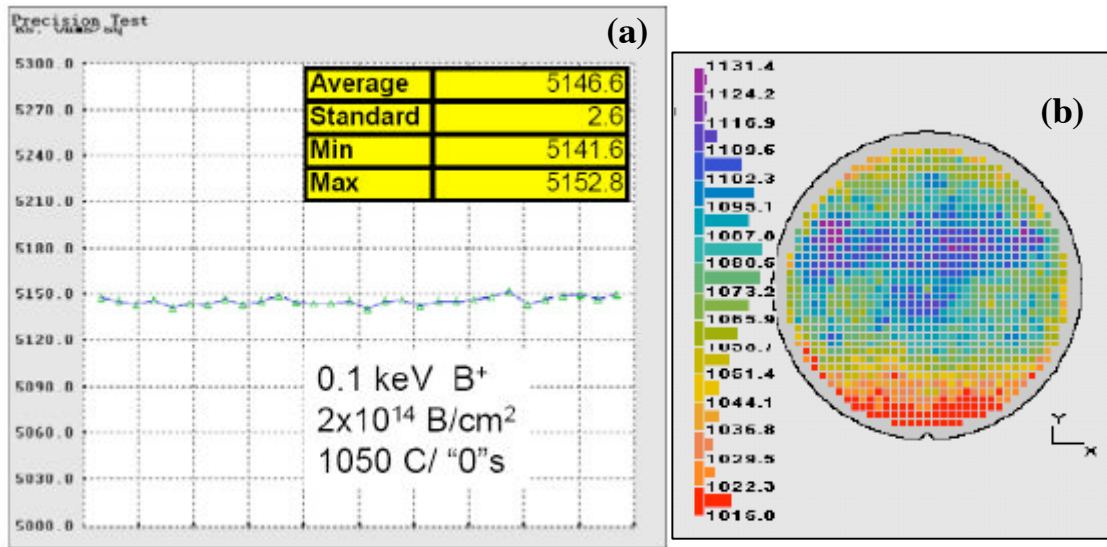 Precision Test
(a)
5300.0
5270.0
5240.0
5210.0
5180.0
5150.0
5120.0
5090.0
5060.0
5030.0
5000.0
Average 5146.6
Standard 2.6
Min 5141.6
Max 5152.8
0.1 keV B⁺
2x10¹⁴ B/cm²
1050 C/ “0”s
(b)
1131.4
1124.2
1116.9
1109.6
1102.3
1095.1
1080.5
1073.2
1065.9
1051.4
1044.1
1036.8
1029.5
1022.3
1015.0
Y
X